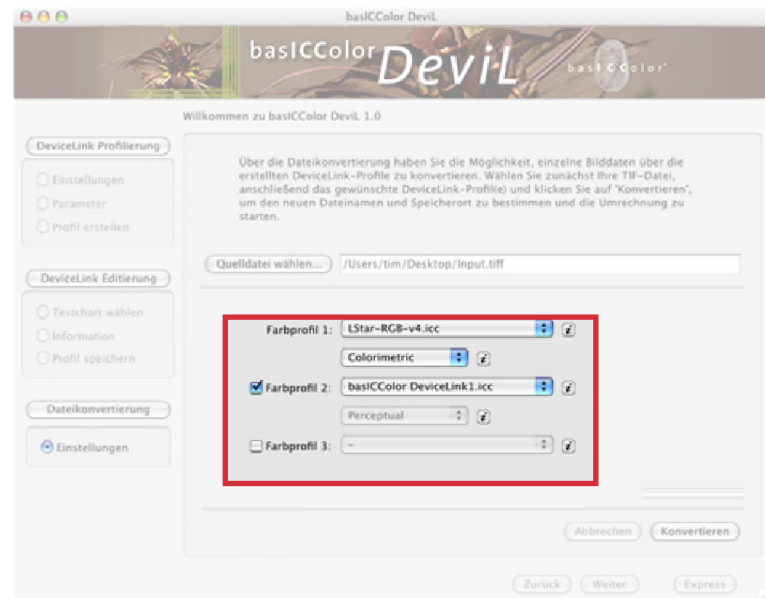 basICColor DeviL
basICColor DeviL
basICColor
Willkommen zu basICColor DeviL 1.0
DeviceLink Profilierung
Einstellungen
Parameter
Profil erstellen
DeviceLink Editierung
Testchart wählen
Information
Profil speichern
Dateikonvertierung
Einstellungen
Über die Dateikonvertierung haben Sie die Möglichkeit, einzelne Bilddaten über die
erstellten DeviceLink-Profile zu konvertieren. Wählen Sie zunächst Ihre TIF-Datei,
anschließend das gewünschte DeviceLink-Profil(e) und klicken Sie auf 'Konvertieren',
um den neuen Dateinamen und Speicherort zu bestimmen und die Umrechnung zu
starten.
Quelldatei wählen... /Users/tim/Desktop/Input.tiff
Farbprofil 1: LStar-RGB-v4.icc i
Colorimetric i
Farbprofil 2: basICColor DeviceLink1.icc i
Perceptual i
Farbprofil 3: - i
Abbrechen Konvertieren
Zurück Weiter Express